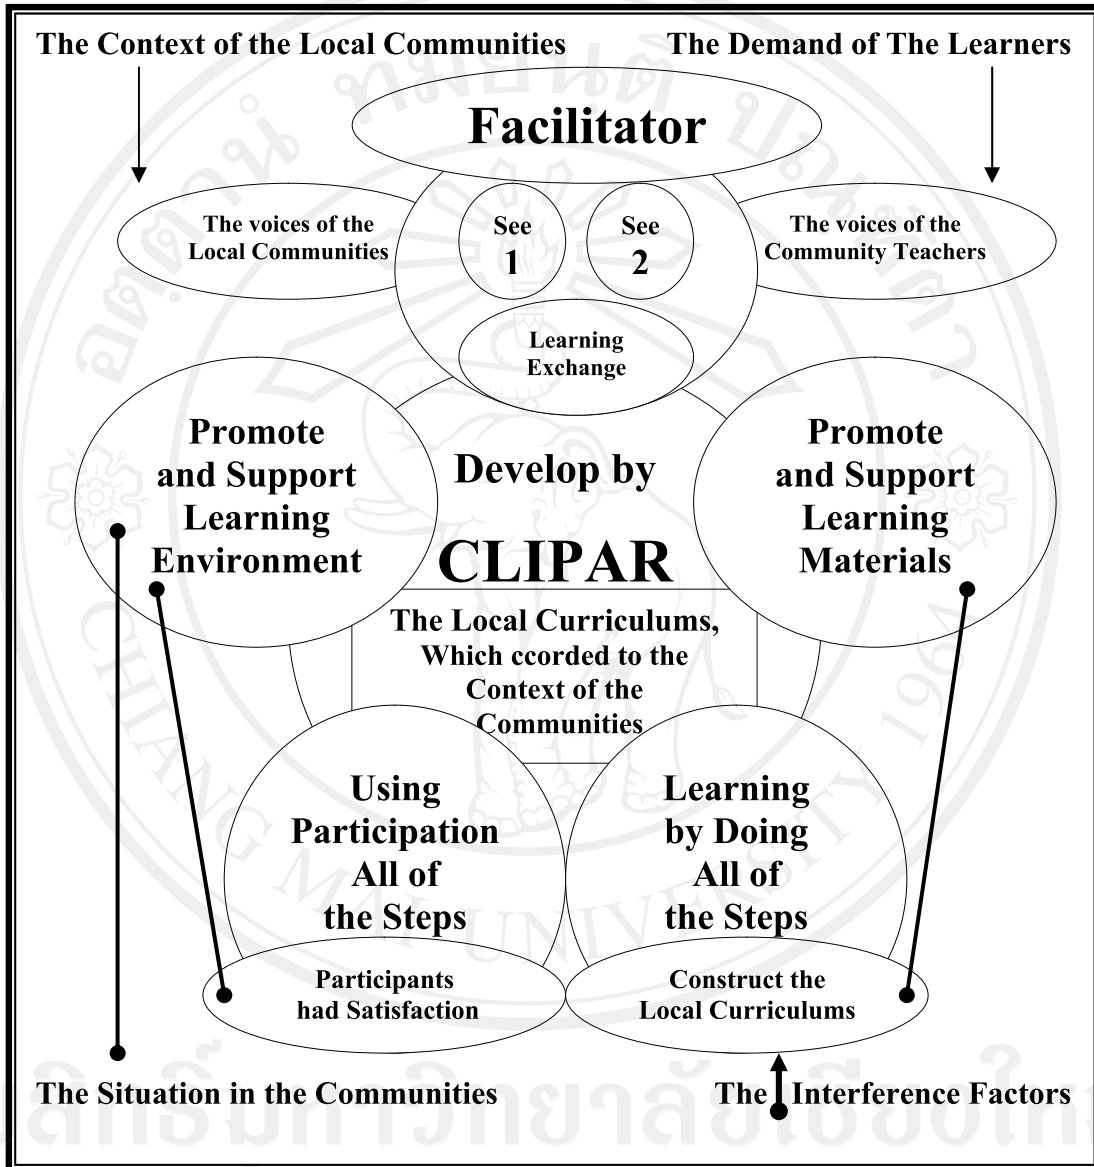 The Context of the Local Communities
The Demand of The Learners
Facilitator
The voices of the
Local Communities
See
1
See
2
The voices of the
Community Teachers
Learning
Exchange
Promote
and Support
Learning
Environment
Develop by
CLIPAR
Promote
and Support
Learning
Materials
The Local Curriculums,
Which ccorded to the
Context of the
Communities
Using
Participation
All of
the Steps
Learning
by Doing
All of
the Steps
Participants
had Satisfaction
Construct the
Local Curriculums
The Situation in the Communities
The Interference Factors
CHIANG MAI UNIVERSITY 1964